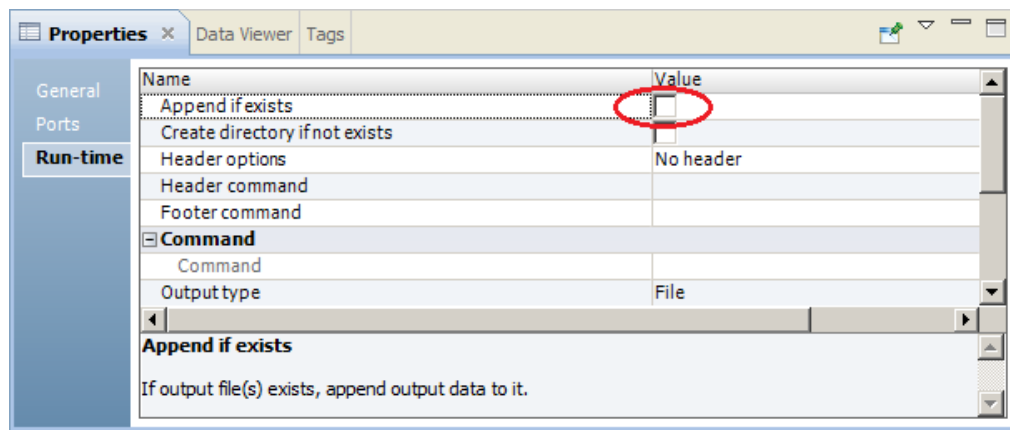 Properties Data Viewer Tags
General
Ports
Run-time
Name Value
Append if exists
Create directory if not exists
Header options No header
Header command
Footer command
Command
Command
Output type File
Append if exists
If output file(s) exists, append output data to it.